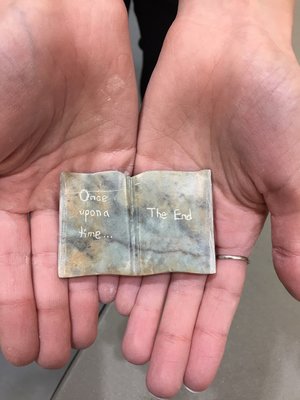 Once
upon a
time...
The End